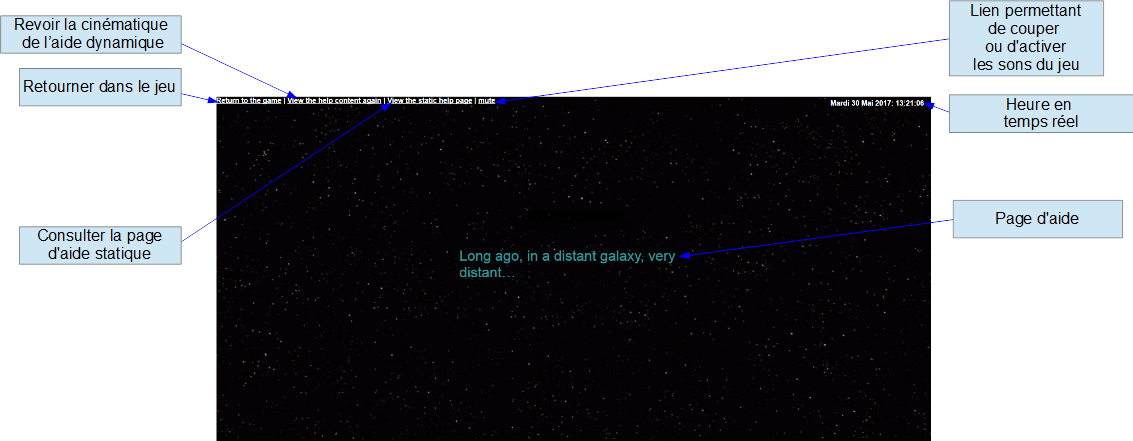 Revoir la cinématique
de l'aide dynamique
Lien permettant
de couper
ou d'activer
les sons du jeu
Retourner dans le jeu
Return to the game | View the help content again | View the static help page | mute
Mardi 30 Mai 2017: 13:21:06
Heure en
temps réel
Consulter la page
d'aide statique
Page d'aide
Long ago, in a distant galaxy, very
distant...